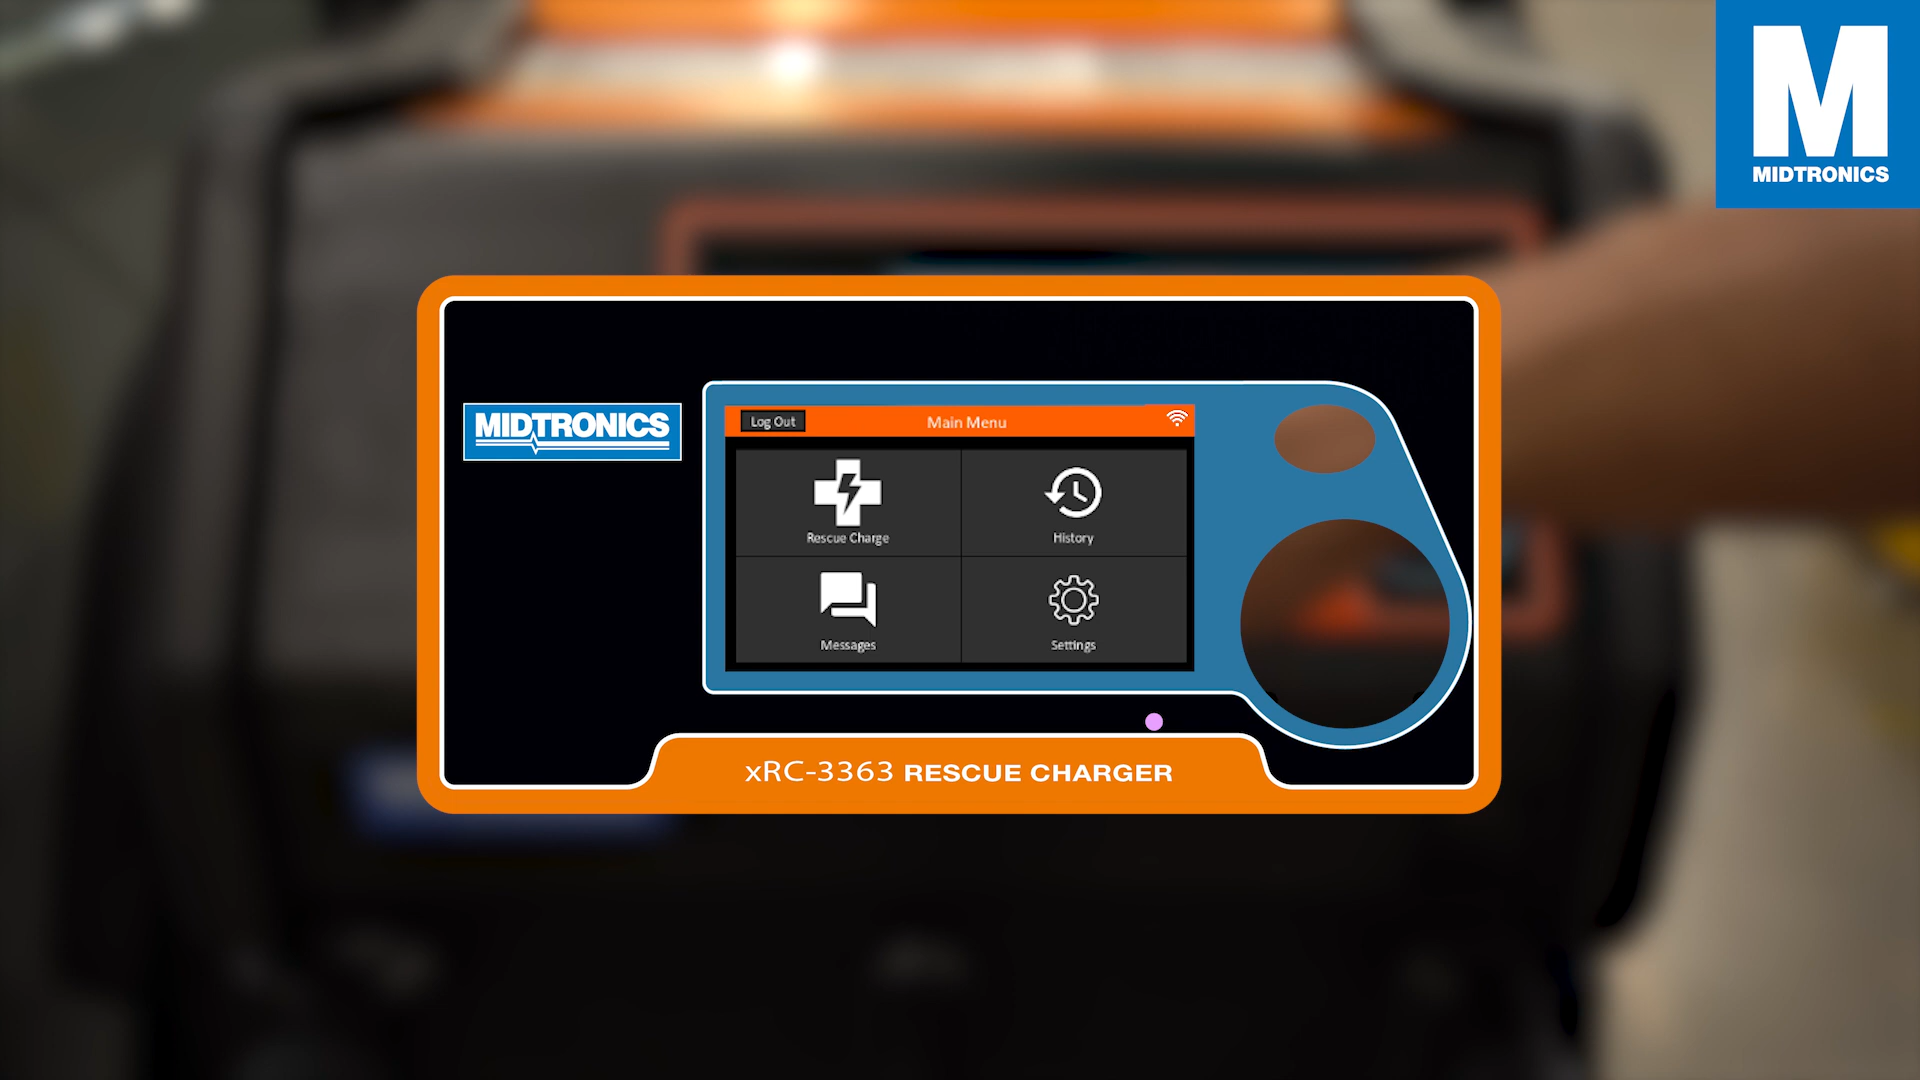 M
MIDTRONICS
MIDTRONICS
Log Out
Main Menu
Rescue Charge
History
Messages
Settings
xRC-3363 RESCUE CHARGER